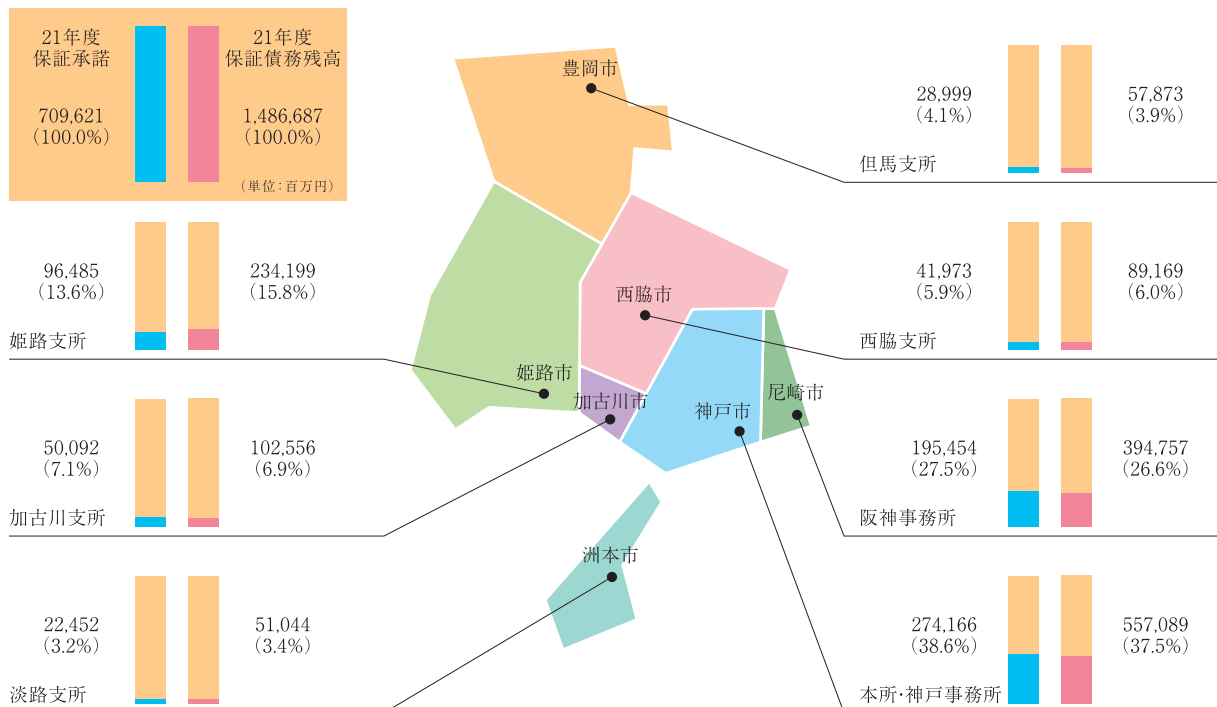 21年度
保証承諾
709,621
(100.0%)
21年度
保証債務残高
1,486,687
(100.0%)
(単位:百万円)
96,485
(13.6%)
234,199
(15.8%)
姫路支所
50,092
(7.1%)
102,556
(6.9%)
加古川支所
22,452
(3.2%)
51,044
(3.4%)
淡路支所
豊岡市
西脇市
姫路市
加古川市
神戸市
尼崎市
洲本市
28,999
(4.1%)
57,873
(3.9%)
但馬支所
41,973
(5.9%)
89,169
(6.0%)
西脇支所
195,454
(27.5%)
394,757
(26.6%)
阪神事務所
274,166
(38.6%)
557,089
(37.5%)
本所・神戸事務所